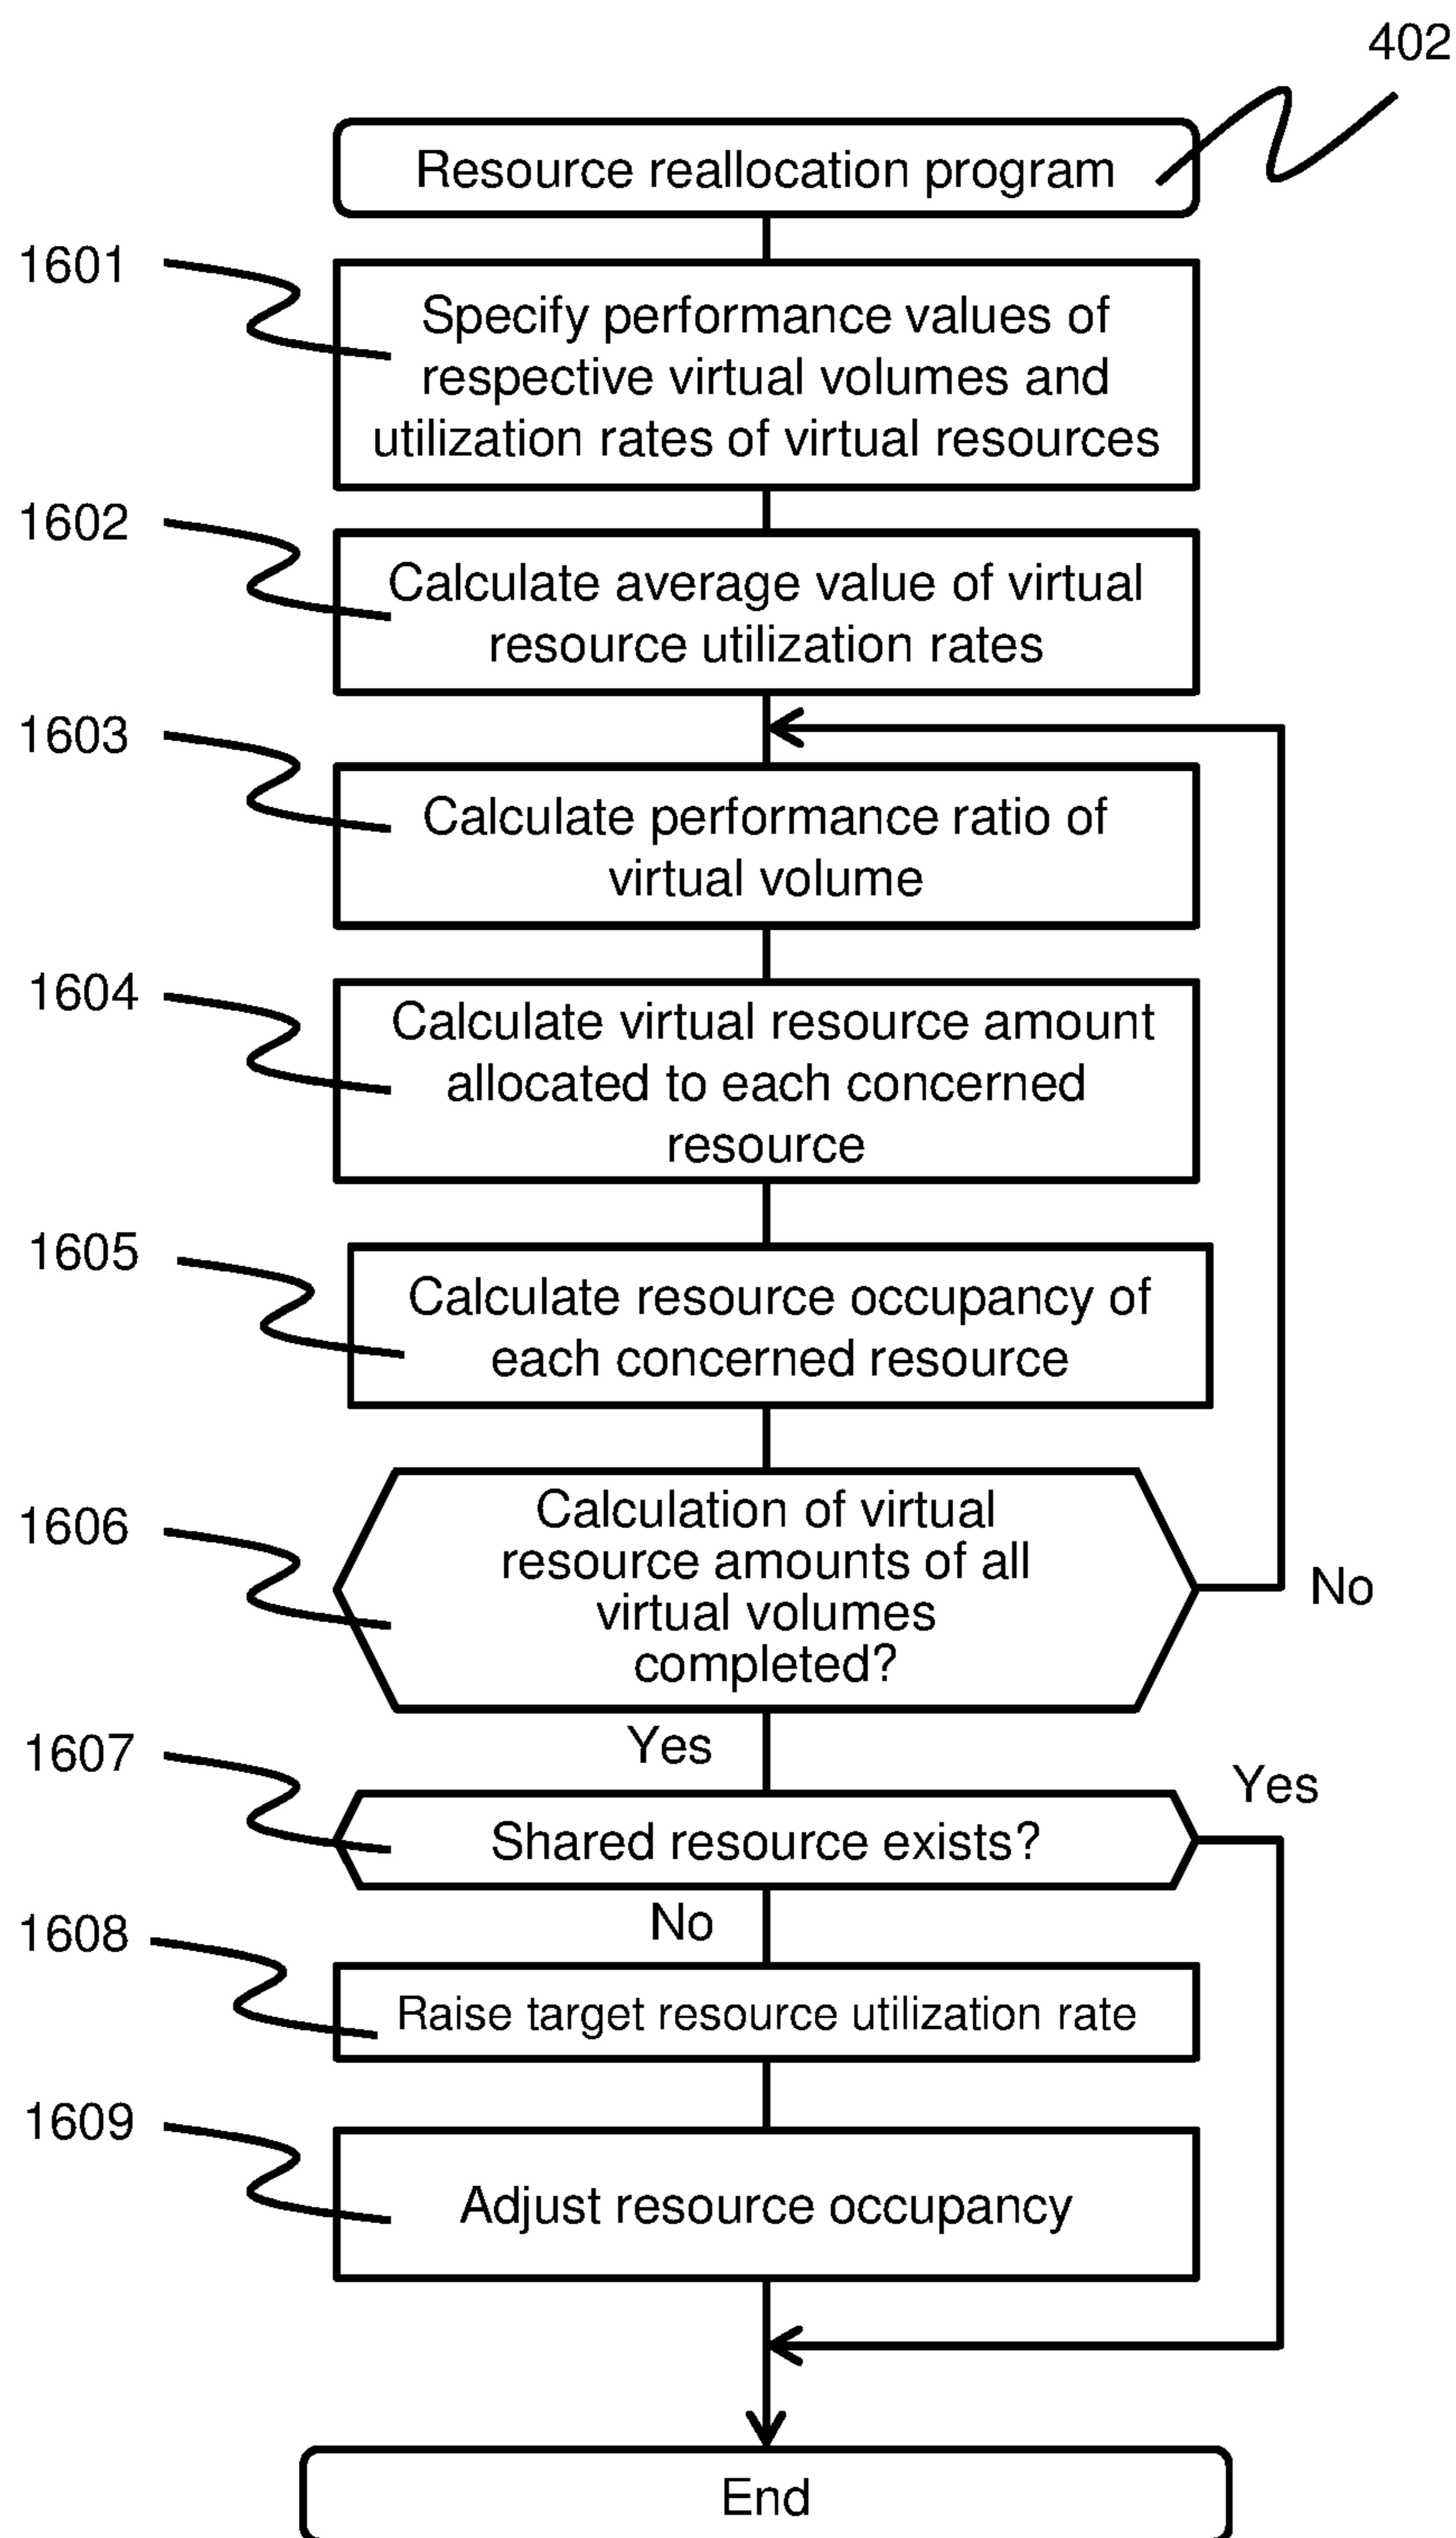 402
Resource reallocation program
1601
Specify performance values of
respective virtual volumes and
utilization rates of virtual resources
1602
Calculate average value of virtual
resource utilization rates
1603
Calculate performance ratio of
virtual volume
1604
Calculate virtual resource amount
allocated to each concerned
resource
1605
Calculate resource occupancy of
each concerned resource
1606
Calculation of virtual
resource amounts of all
virtual volumes
completed?
No
Yes
1607
Shared resource exists?
Yes
No
1608
Raise target resource utilization rate
1609
Adjust resource occupancy
End